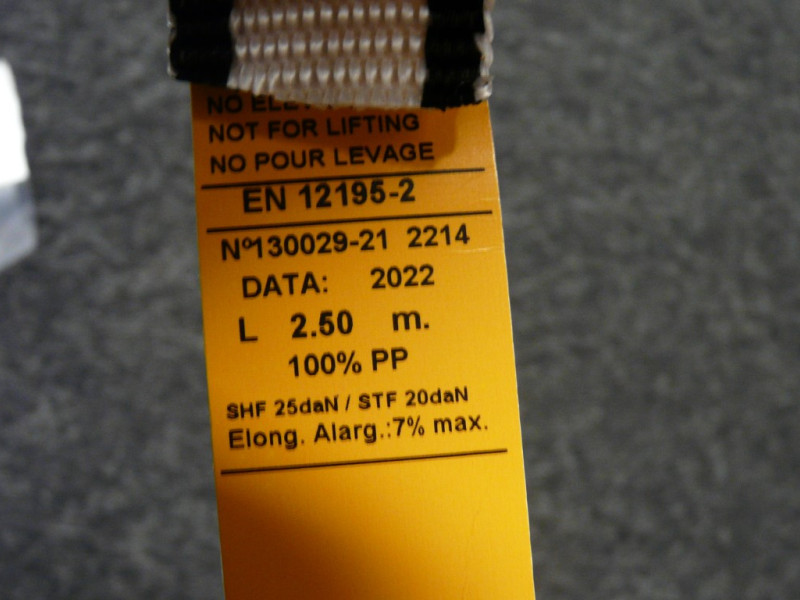 NO
NOT FOR LIFTING
NO POUR LEVAGE
EN 12195-2
Nº130029-21 2214
DATA: 2022
L 2.50 m.
100% PP
SHF 25daN / STF 20daN
Elong. Alarg.:7% max.